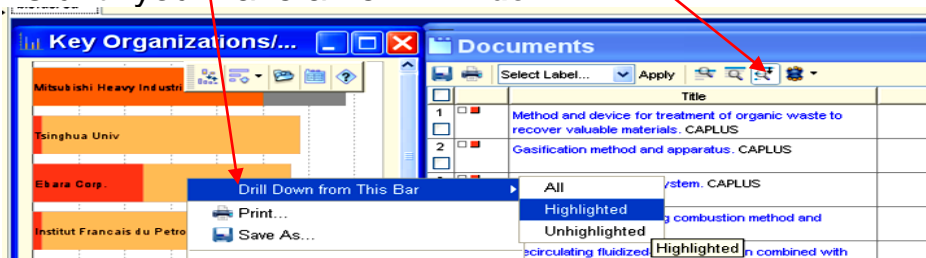 Key Organizations/...
Mitsubishi Heavy Industri
Tsinghua Univ
Ebara Corp.
Institut Francais du Petro
Drill Down from This Bar
Print...
Save As...
All
Highlighted
Unhighlighted
Highlighted
Documents
Select Label...
Apply
Title
1
Method and device for treatment of organic waste to
recover valuable materials. CAPLUS
2
Gasification method and apparatus. CAPLUS
ystem. CAPLUS
combustion method and
ecirculating fluidized
n combined with